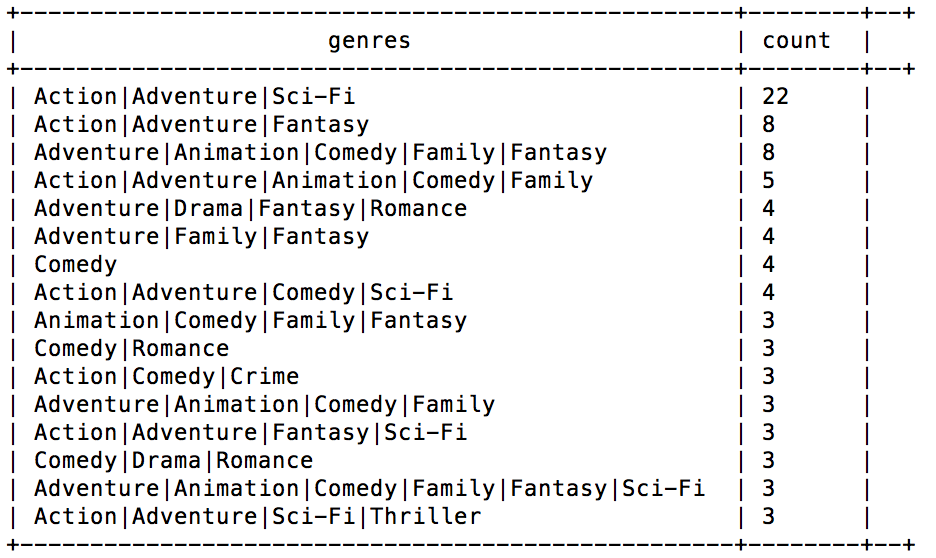 +---------------------------------------------------+--------+--+
| genres | count |
+---------------------------------------------------+--------+--+
| Action|Adventure|Sci-Fi | 22 |
| Action|Adventure|Fantasy | 8 |
| Adventure|Animation|Comedy|Family|Fantasy | 8 |
| Action|Adventure|Animation|Comedy|Family | 5 |
| Adventure|Drama|Fantasy|Romance | 4 |
| Adventure|Family|Fantasy | 4 |
| Comedy | 4 |
| Action|Adventure|Comedy|Sci-Fi | 4 |
| Animation|Comedy|Family|Fantasy | 3 |
| Comedy|Romance | 3 |
| Action|Comedy|Crime | 3 |
| Adventure|Animation|Comedy|Family | 3 |
| Action|Adventure|Fantasy|Sci-Fi | 3 |
| Comedy|Drama|Romance | 3 |
| Adventure|Animation|Comedy|Family|Fantasy|Sci-Fi | 3 |
| Action|Adventure|Sci-Fi|Thriller | 3 |
+---------------------------------------------------+--------+--+